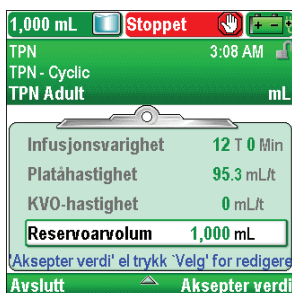 1,000 mL Stoppet
TPN 3:08 AM
TPN - Cyclic
TPN Adult mL
Infusjonsvarighet 12 T 0 Min
Platåhastighet 95.3 mL/t
KVO-hastighet 0 mL/t
Reservoarvolum 1,000 mL
'Aksepter verdi' el trykk `Velg' for redigere
Avslutt Aksepter verdi